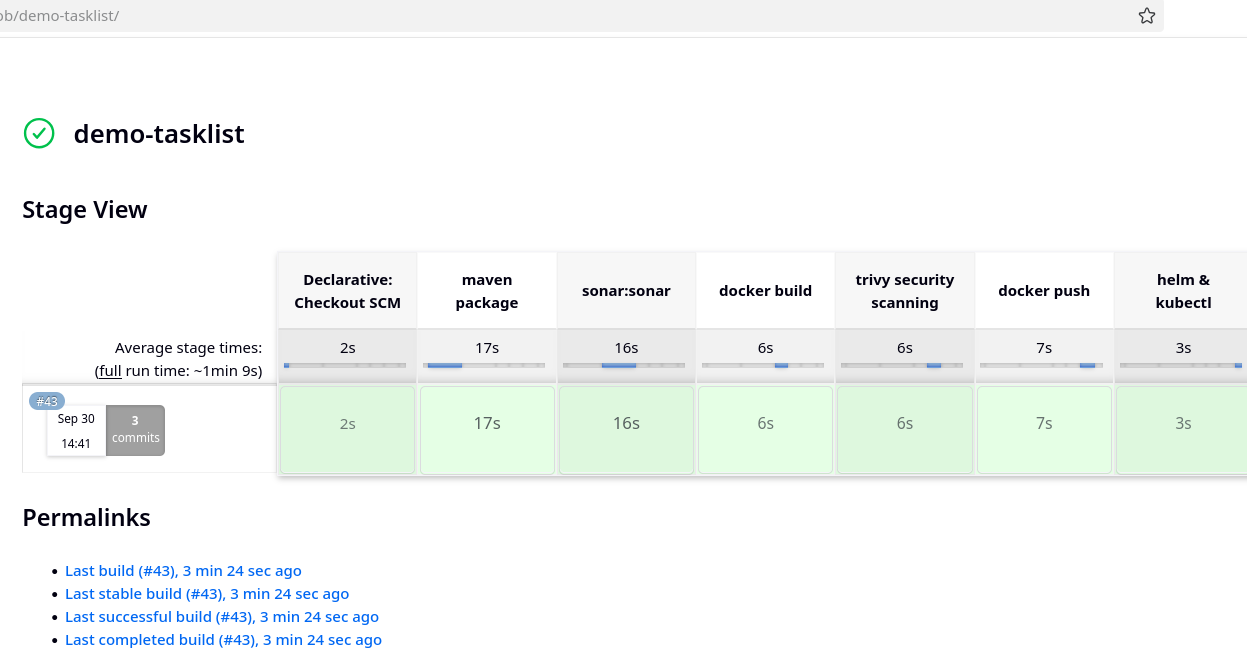 ob/demo-tasklist/
demo-tasklist
Stage View
Declarative:
Checkout SCM
maven
package
sonar:sonar
docker build
trivy security
scanning
docker push
helm &
kubectl
Average stage times:
(full run time: ~1min 9s)
2s
17s
16s
6s
6s
7s
3s
#43
Sep 30
14:41
3
commits
2s
17s
16s
6s
6s
7s
3s
Permalinks
• Last build (#43), 3 min 24 sec ago
• Last stable build (#43), 3 min 24 sec ago
• Last successful build (#43), 3 min 24 sec ago
• Last completed build (#43), 3 min 24 sec ago